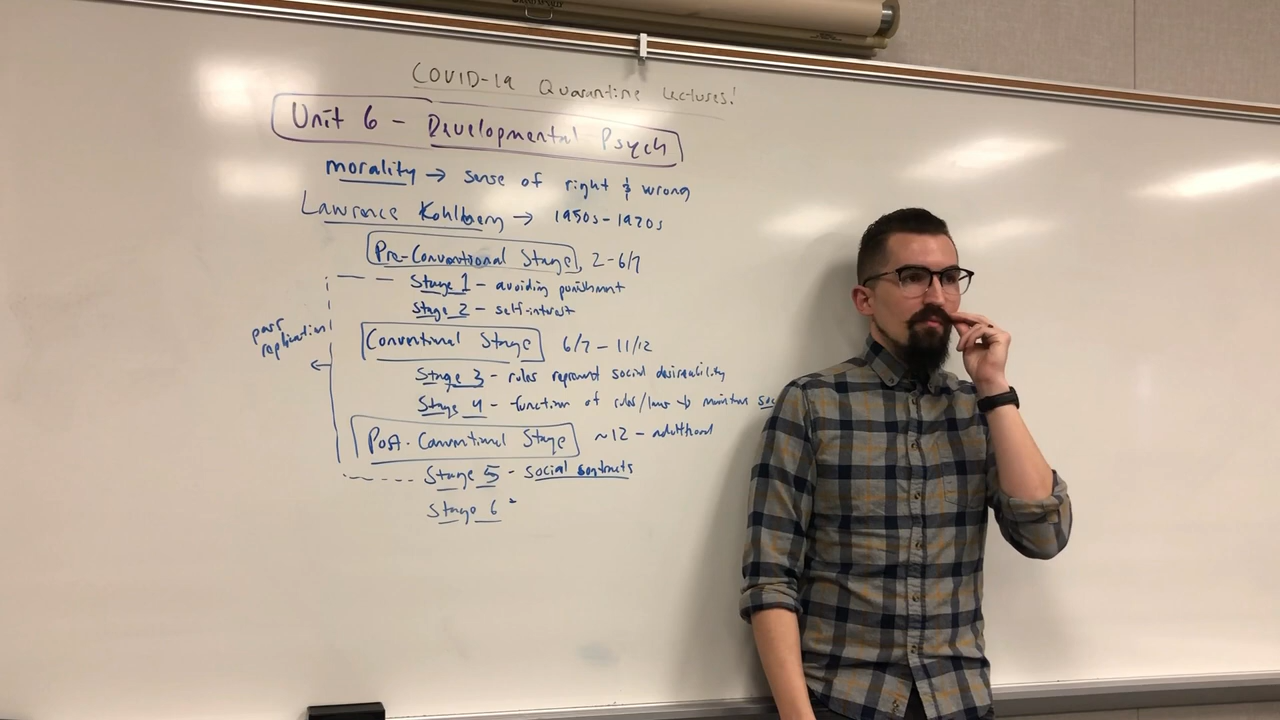 COVID-19 Quarantine Lectures!
Unit 6 - Developmental Psych
morality → sense of right & wrong
Lawrence Kohlberg → 1950s-1970s
Pre-Conventional Stage, 2-6/7
Stage 1 - avoiding punishment
Stage 2 - self-interest
Conventional Stage 6/7 - 11/12
Stage 3 - rules represent social desireability
Stage 4 - function of rules/laws → maintain soc
Post-Conventional Stage ~12 - adulthood
Stage 5 - social contracts
Stage 6
replication